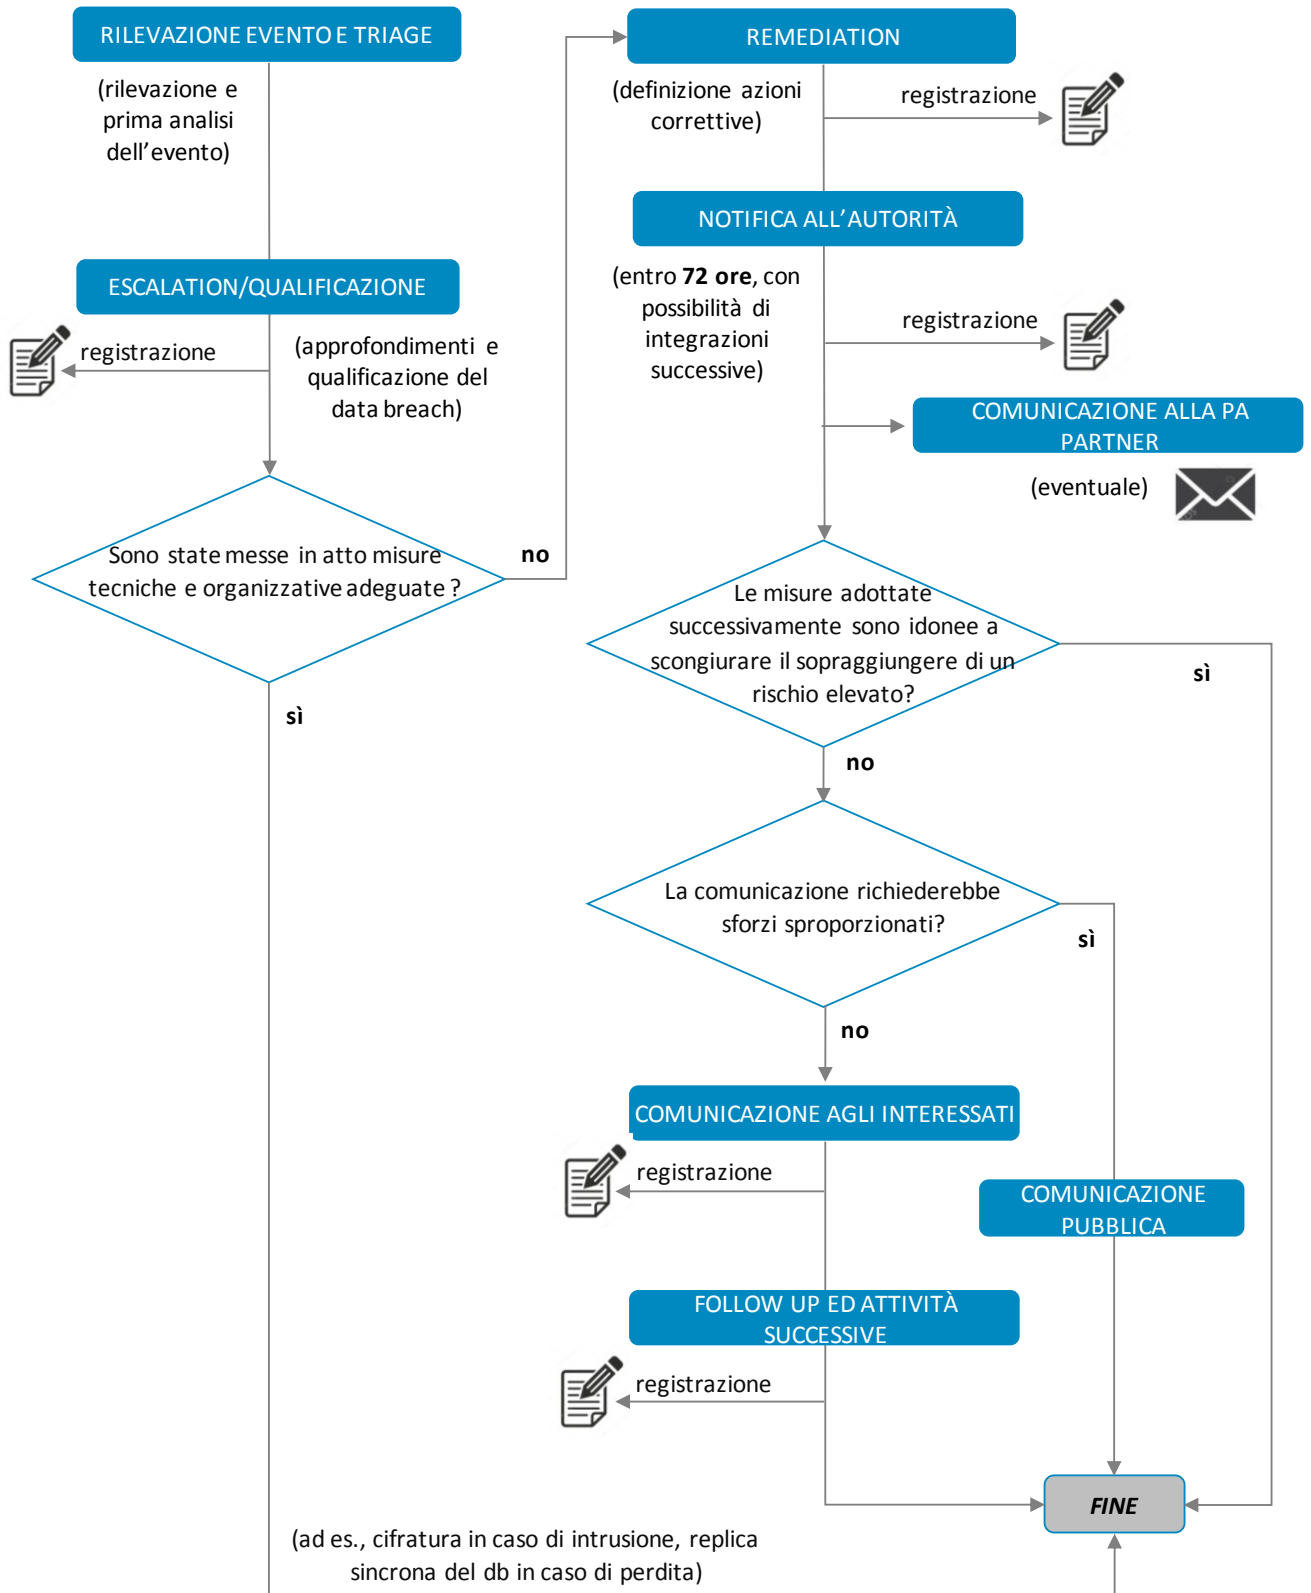 RILEVAZIONE EVENTO E TRIAGE
(rilevazione e
prima analisi
dell'evento)
ESCALATION/QUALIFICAZIONE
registrazione
(approfondimenti e
qualificazione del
data breach)
Sono state messe in atto misure
tecniche e organizzative adeguate ?
no
sì
REMEDIATION
(definizione azioni
correttive)
registrazione
NOTIFICA ALL'AUTORITÀ
(entro 72 ore, con
possibilità di
integrazioni
successive)
registrazione
COMUNICAZIONE ALLA PA
PARTNER
(eventuale)
Le misure adottate
successivamente sono idonee a
scongiurare il sopraggiungere di un
rischio elevato?
sì
no
La comunicazione richiederebbe
sforzi sproporzionati?
sì
no
COMUNICAZIONE AGLI INTERESSATI
registrazione
COMUNICAZIONE
PUBBLICA
FOLLOW UP ED ATTIVITÀ
SUCCESSIVE
registrazione
FINE
(ad es., cifratura in caso di intrusione, replica
sincrona del db in caso di perdita)